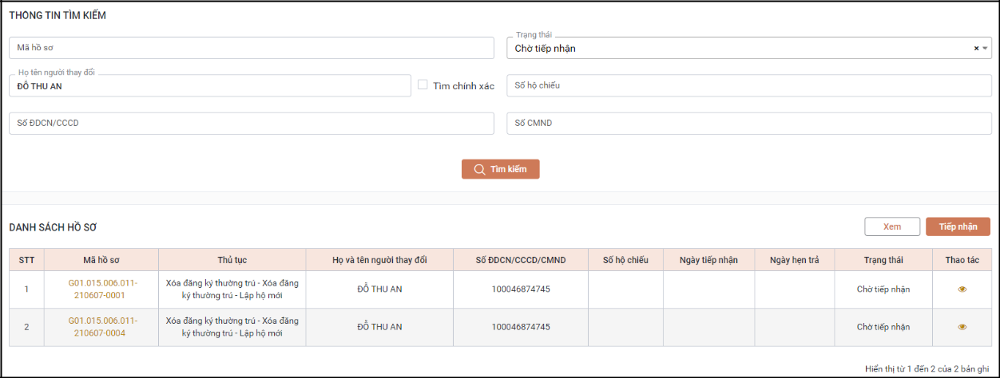 THÔNG TIN TÌM KIẾM
Mã hồ sơ
Trạng thái
Chờ tiếp nhận
Họ tên người thay đổi
ĐỖ THU AN
Tìm chính xác
Số hộ chiếu
Số ĐDCN/CCCD
Số CMND
Tìm kiếm
DANH SÁCH HỒ SƠ
Xem
Tiếp nhận
STT Mã hồ sơ Thủ tục Họ và tên người thay đổi Số ĐDCN/CCCD/CMND Số hộ chiếu Ngày tiếp nhận Ngày hẹn trả Trạng thái Thao tác
1
G01.015.006.011-
210607-0001
Xóa đăng ký thường trú - Xóa đăng
ký thường trú - Lập hộ mới
ĐỖ THU AN
100046874745
Chờ tiếp nhận
2
G01.015.006.011-
210607-0004
Xóa đăng ký thường trú - Xóa đăng
ký thường trú - Lập hộ mới
ĐỖ THU AN
100046874745
Chờ tiếp nhận
Hiển thị từ 1 đến 2 của 2 bản ghi